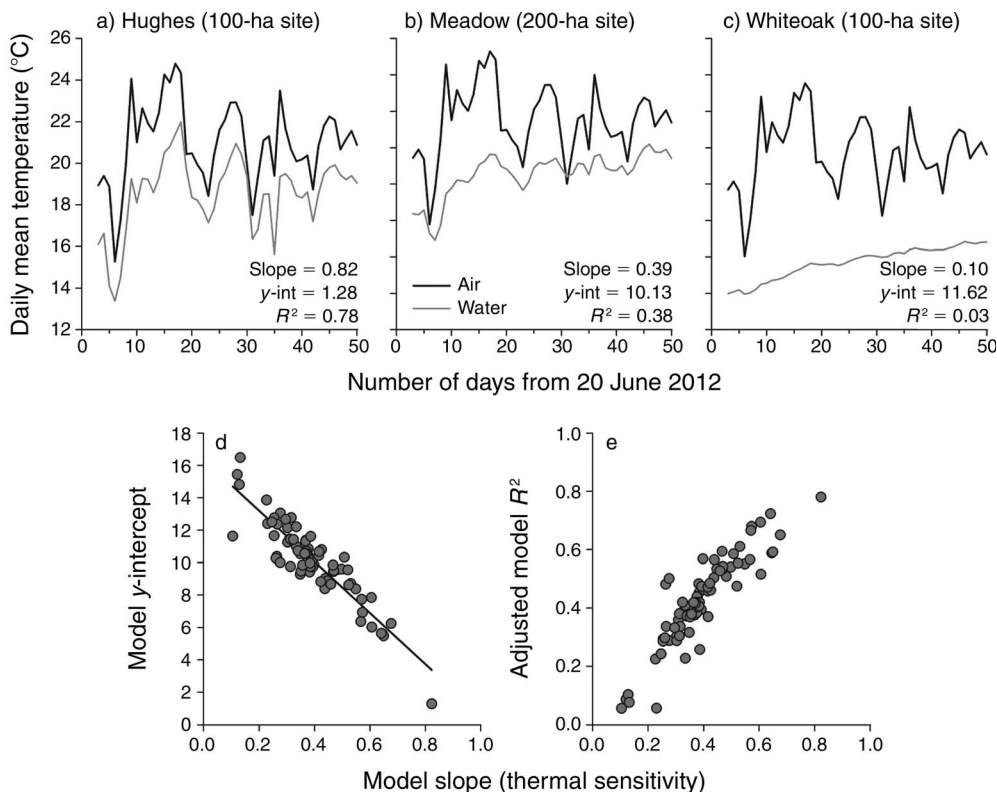 a) Hughes (100-ha site)
b) Meadow (200-ha site)
c) Whiteoak (100-ha site)
Daily mean temperature (°C)
26
24
22
20
18
16
14
12
Slope = 0.82
y-int = 1.28
R² = 0.78
Air
Water
Slope = 0.39
y-int = 10.13
R² = 0.38
Slope = 0.10
y-int = 11.62
R² = 0.03
0 10 20 30 40 50
0 10 20 30 40 50
0 10 20 30 40 50
Number of days from 20 June 2012
d
Model y-intercept
18
16
14
12
10
8
6
4
2
0
0.0 0.2 0.4 0.6 0.8 1.0
e
Adjusted model R²
1.0
0.8
0.6
0.4
0.2
0.0
0.0 0.2 0.4 0.6 0.8 1.0
Model slope (thermal sensitivity)